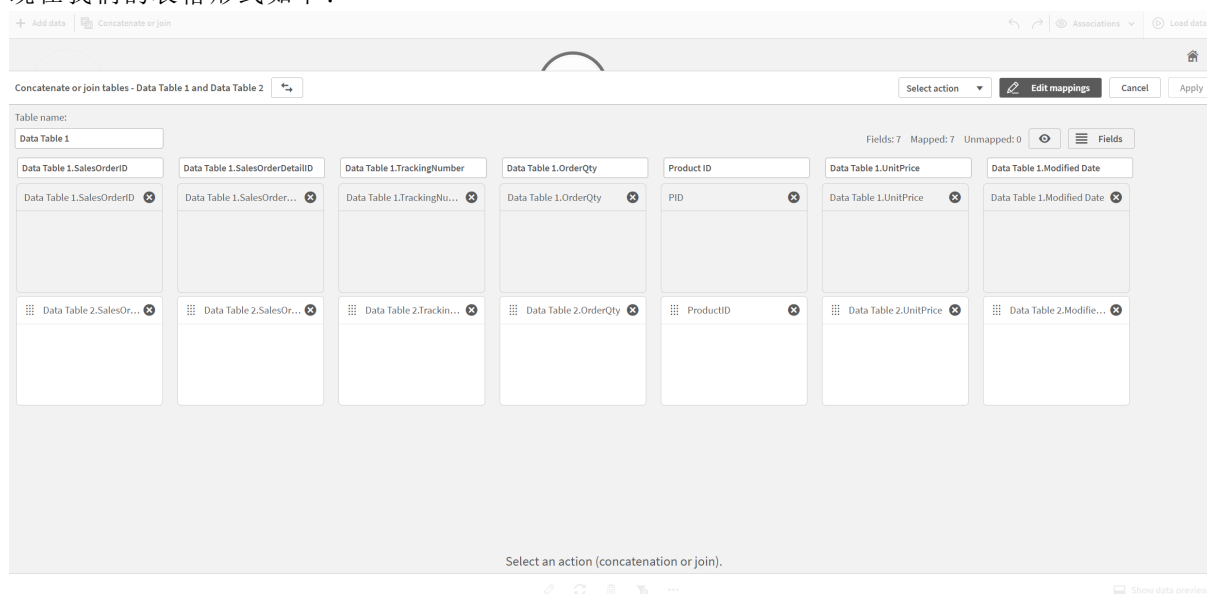 现在我们的表格形式如下：
Add data Concatenate or join Associations Load data
Concatenate or join tables - Data Table 1 and Data Table 2 Select action Edit mappings Cancel Apply
Table name:
Data Table 1 Fields: 7 Mapped: 7 Unmapped: 0 Fields
Data Table 1.SalesOrderID Data Table 1.SalesOrderDetailID Data Table 1.TrackingNumber Data Table 1.OrderQty Product ID Data Table 1.UnitPrice Data Table 1.Modified Date
Data Table 1.SalesOrderID Data Table 1.SalesOrder... Data Table 1.TrackingNu... Data Table 1.OrderQty PID Data Table 1.UnitPrice Data Table 1.Modified Date
Data Table 2.SalesOr... Data Table 2.SalesOr... Data Table 2.Trackin... Data Table 2.OrderQty ProductID Data Table 2.UnitPrice Data Table 2.Modifie...
Select an action (concatenation or join).
Show data preview